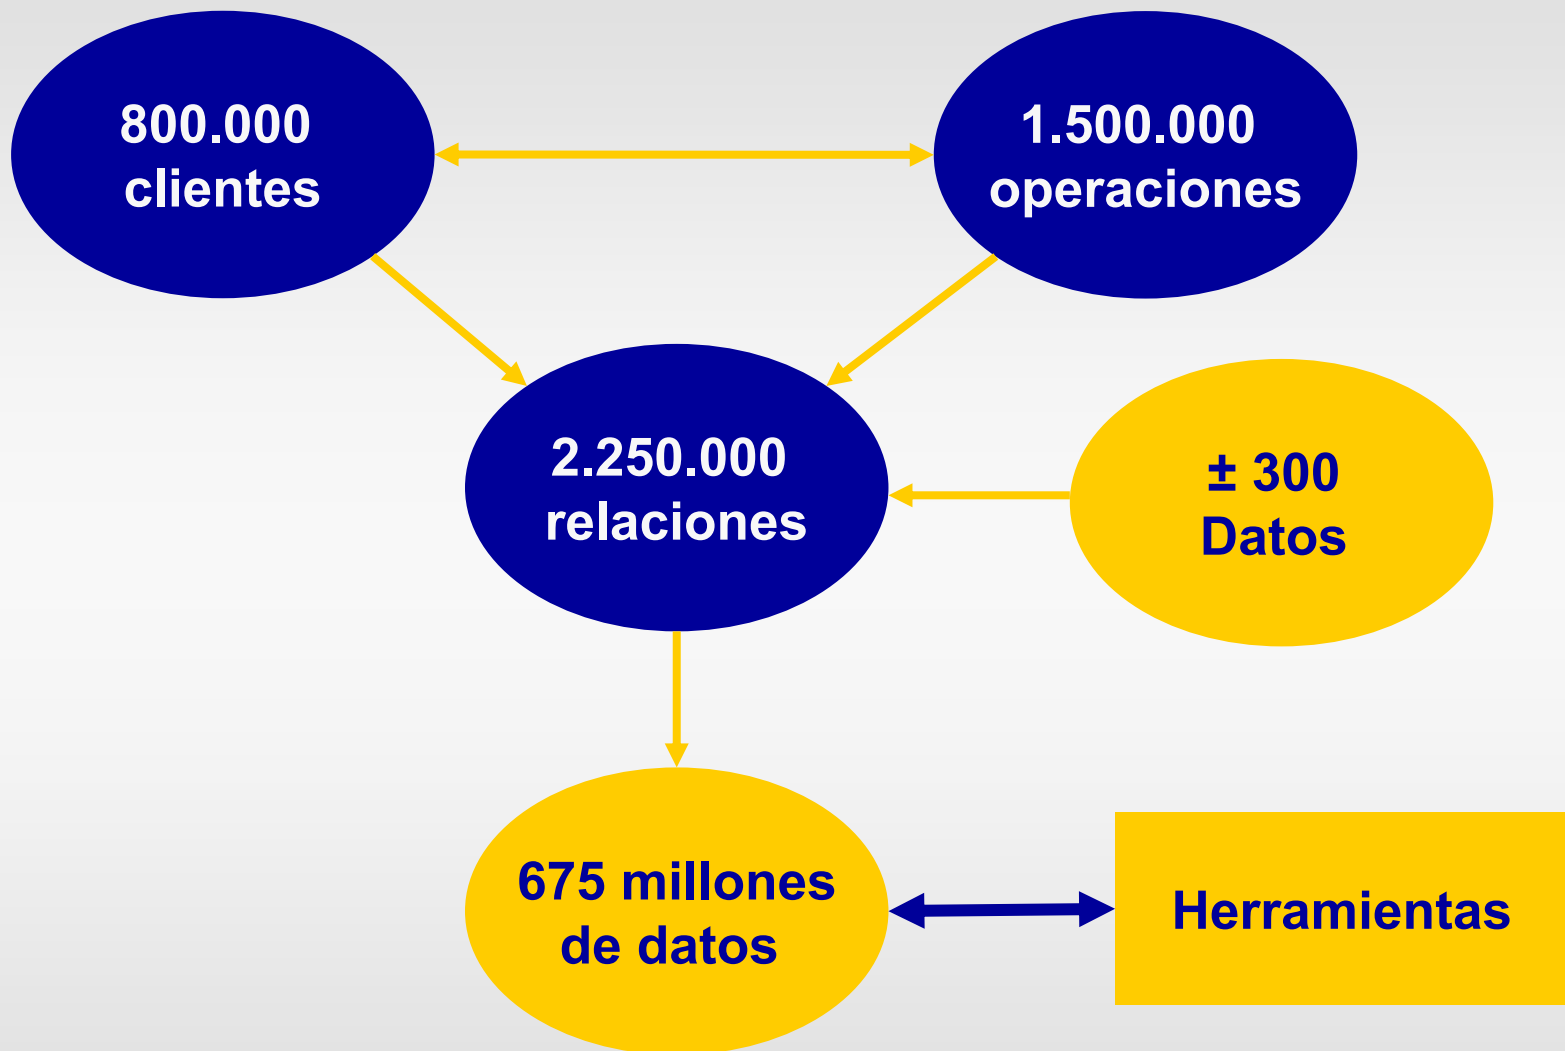 800.000
clientes
1.500.000
operaciones
2.250.000
relaciones
± 300
Datos
675 millones
de datos
Herramientas